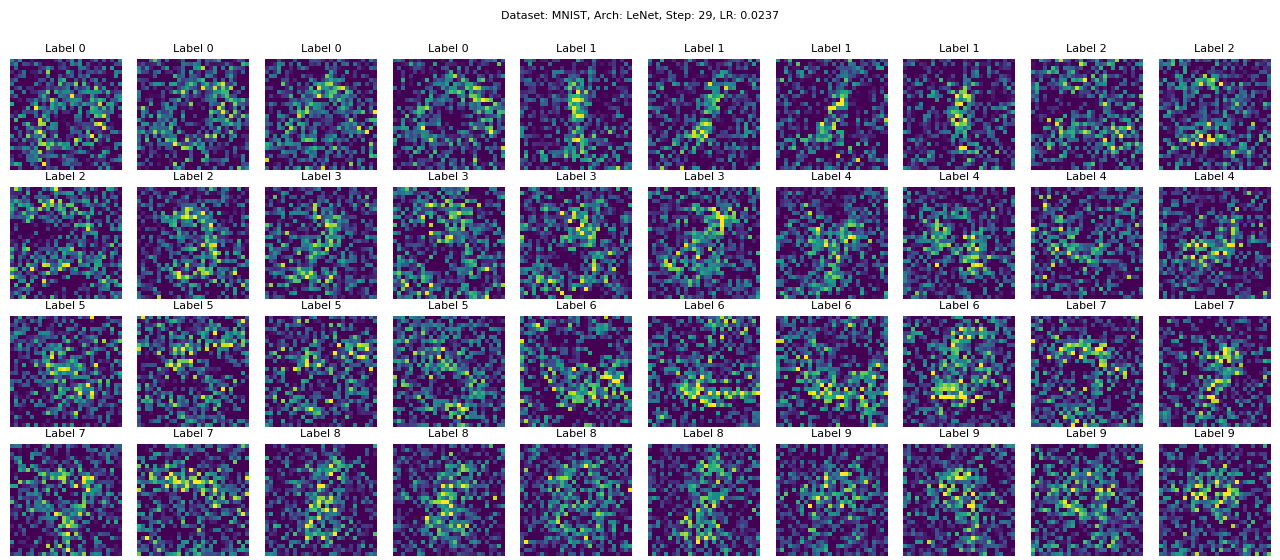 Dataset: MNIST, Arch: LeNet, Step: 29, LR: 0.0237
Label 0 Label 0 Label 0 Label 0 Label 1 Label 1 Label 1 Label 1 Label 2 Label 2
Label 2 Label 2 Label 3 Label 3 Label 3 Label 3 Label 4 Label 4 Label 4 Label 4
Label 5 Label 5 Label 5 Label 5 Label 6 Label 6 Label 6 Label 6 Label 7 Label 7
Label 7 Label 7 Label 8 Label 8 Label 8 Label 8 Label 9 Label 9 Label 9 Label 9